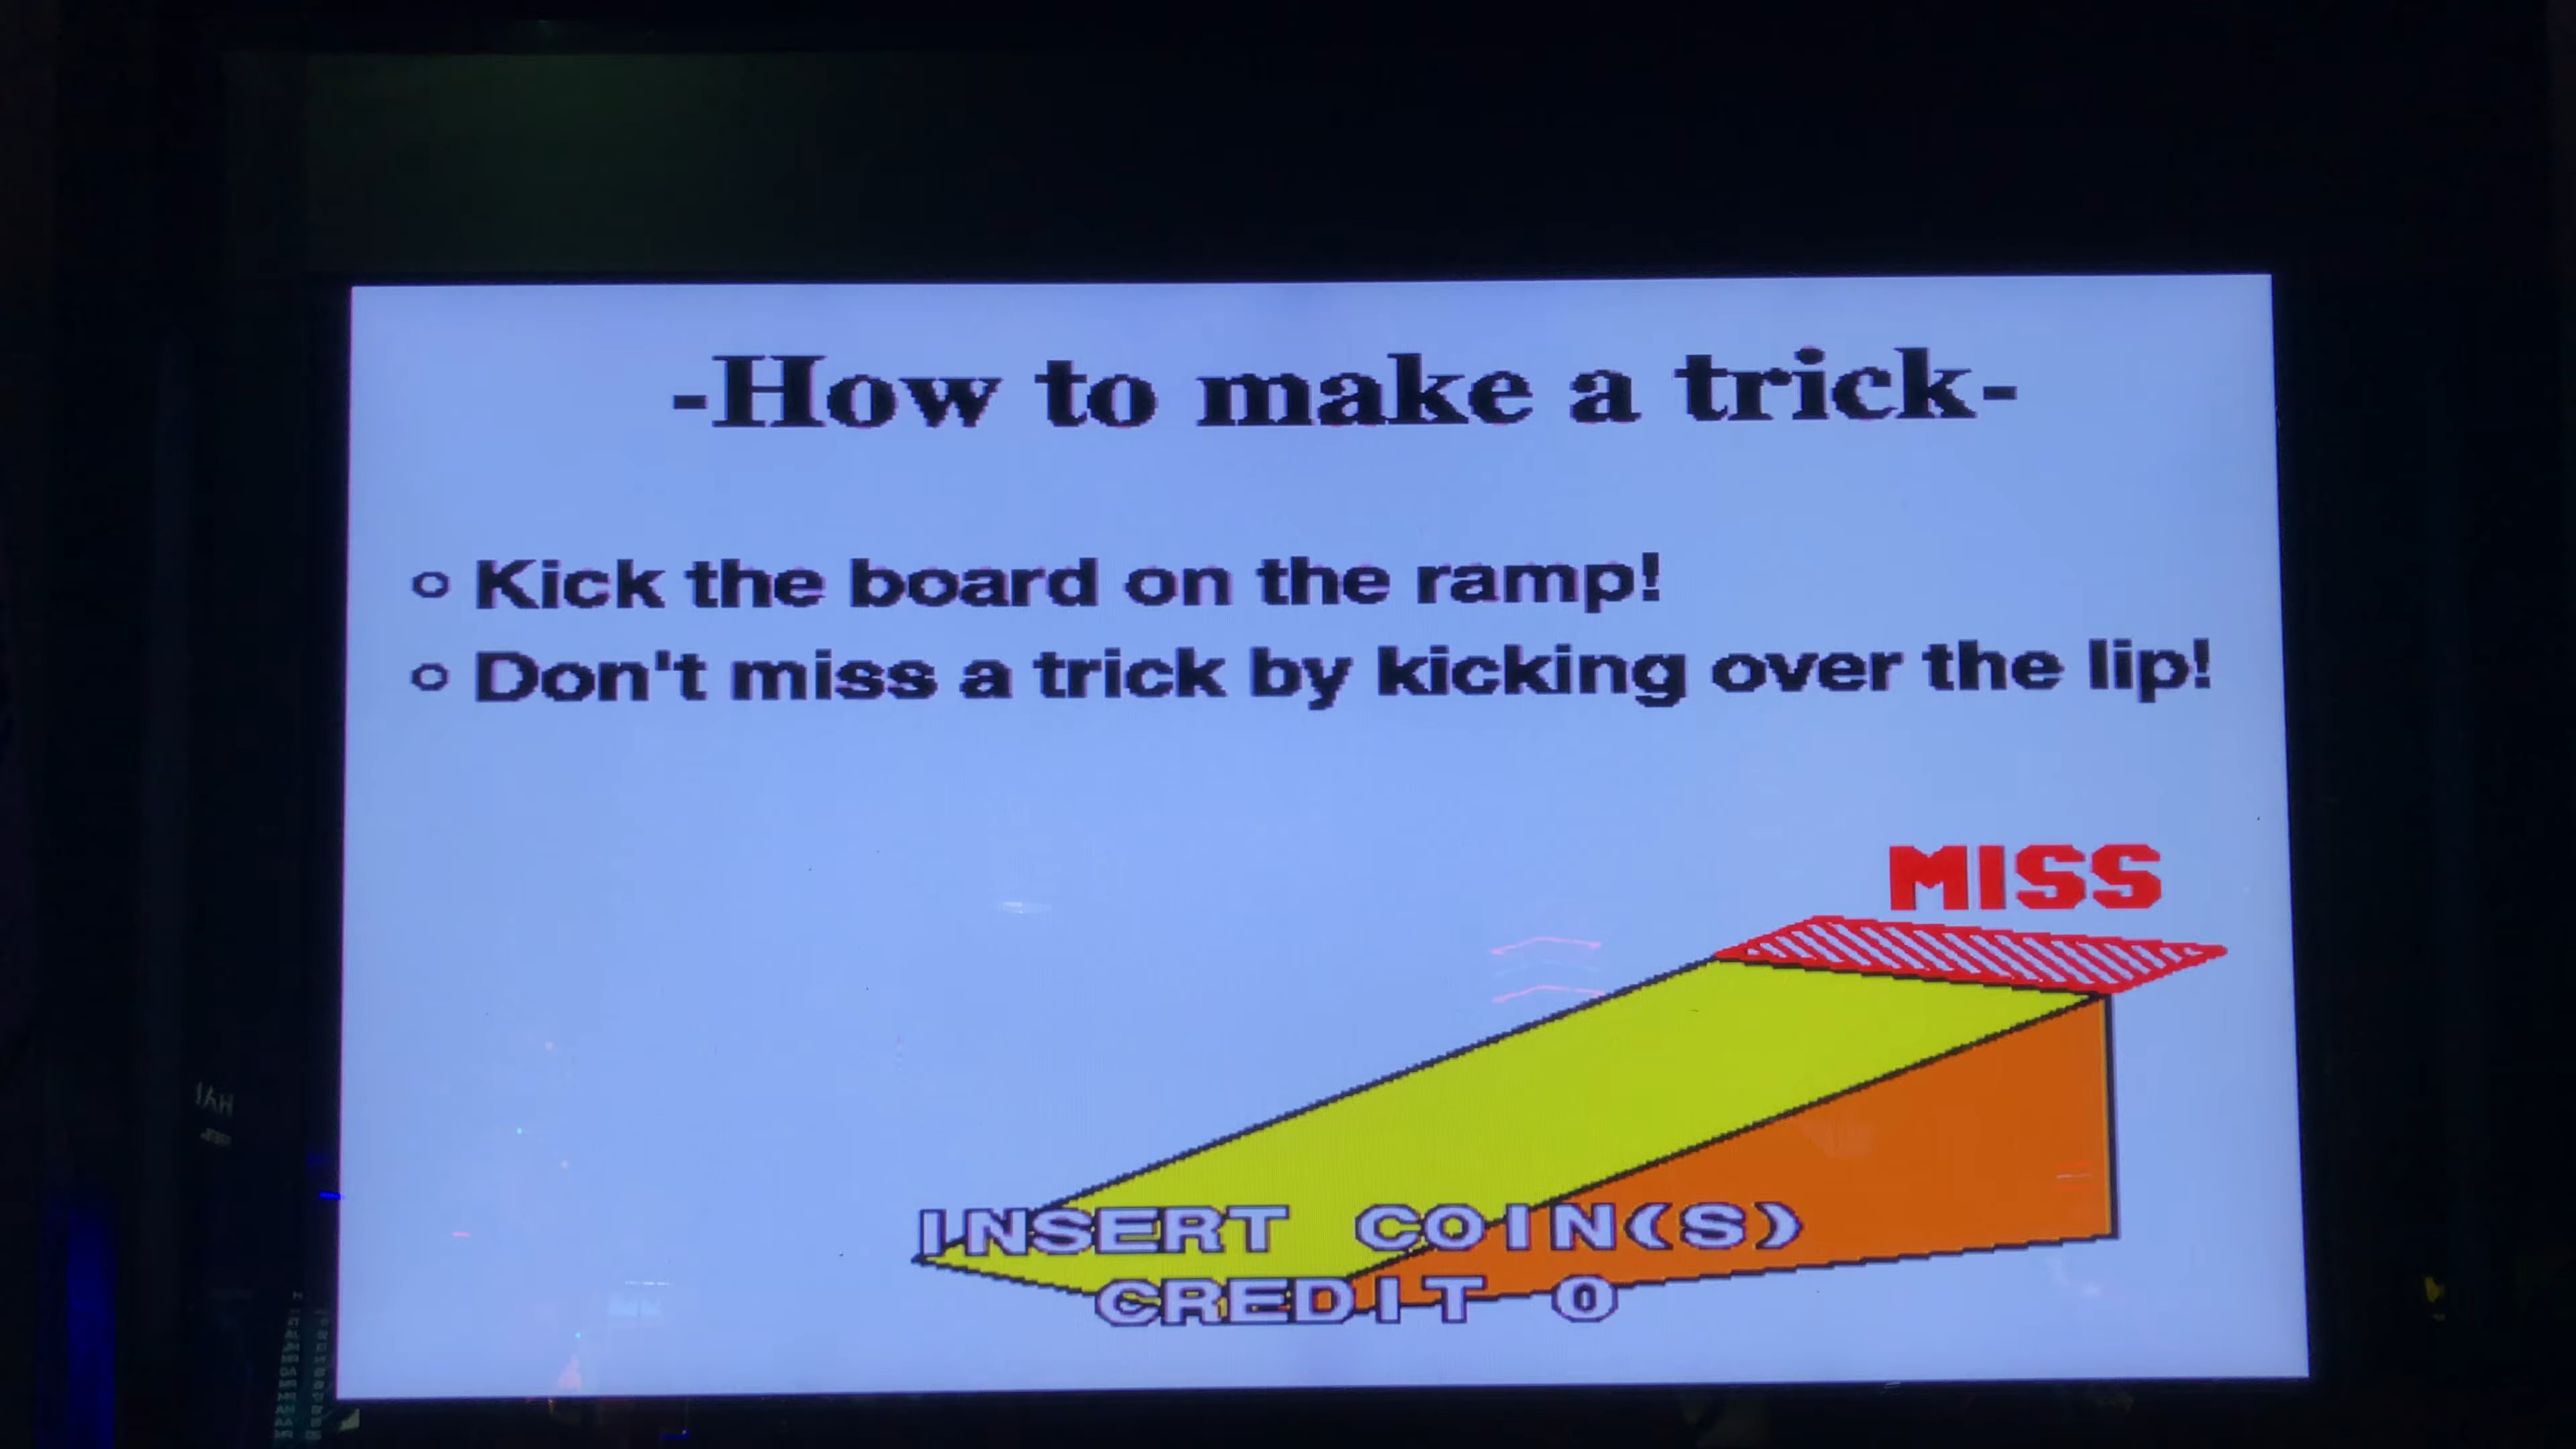 -How to make a trick-
o Kick the board on the ramp!
o Don't miss a trick by kicking over the lip!
MISS
INSERT COIN(S)
CREDIT 0